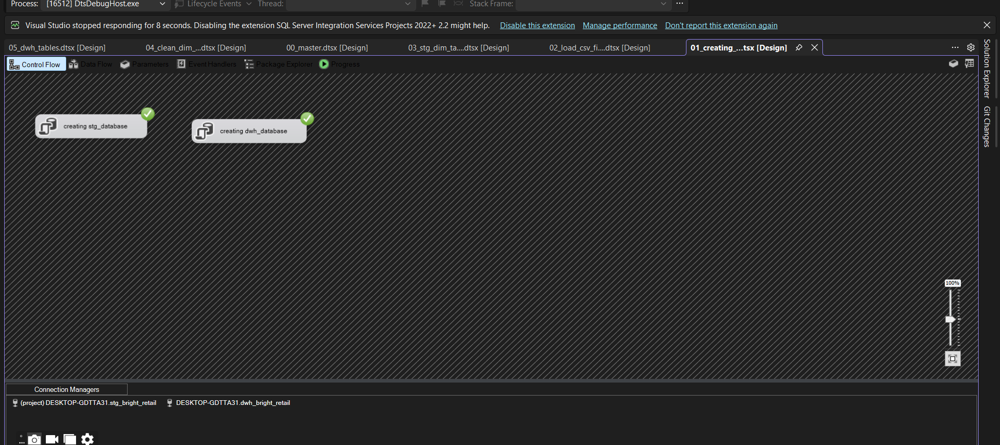 Process: [16512] DtsDebugHost.exe Lifecycle Events Thread: Stack Frame:
Visual Studio stopped responding for 8 seconds. Disabling the extension SQL Server Integration Services Projects 2022+ 2.2 might help. Disable this extension Manage performance Don't report this extension again
05_dwh_tables.dtsx [Design] 04_clean_dim_...dtsx [Design] 00_master.dtsx [Design] 03_stg_dim_ta....dtsx [Design] 02_load_csv_fi....dtsx [Design] 01_creating_...tsx [Design]
Control Flow Data Flow Parameters Event Handlers Package Explorer Progress
Solution Explorer
Git Changes
creating stg_database
creating dwh_database
100%
Connection Managers
(project) DESKTOP-GDTTA31.stg_bright_retail DESKTOP-GDTTA31.dwh_bright_retail